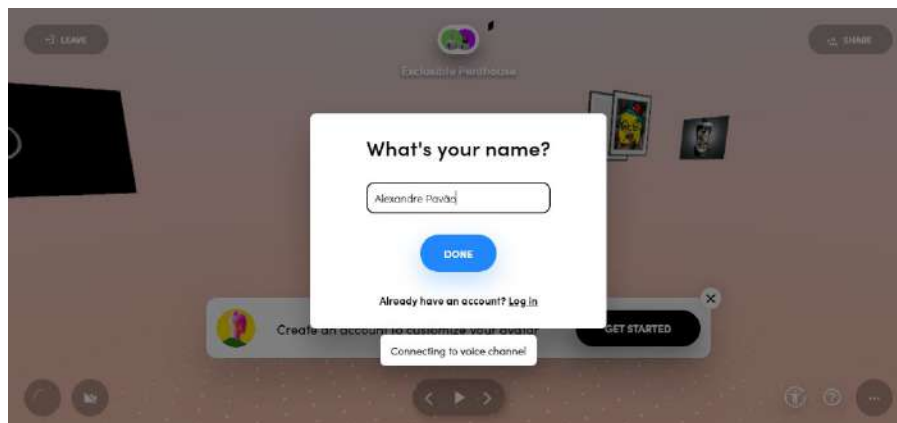 LEAVE
SHARE
Exclusible Penthouse
What's your name?
Alexandre Pavão
DONE
Already have an account? Log in
Create an account to customize your avatar
GET STARTED
Connecting to voice channel